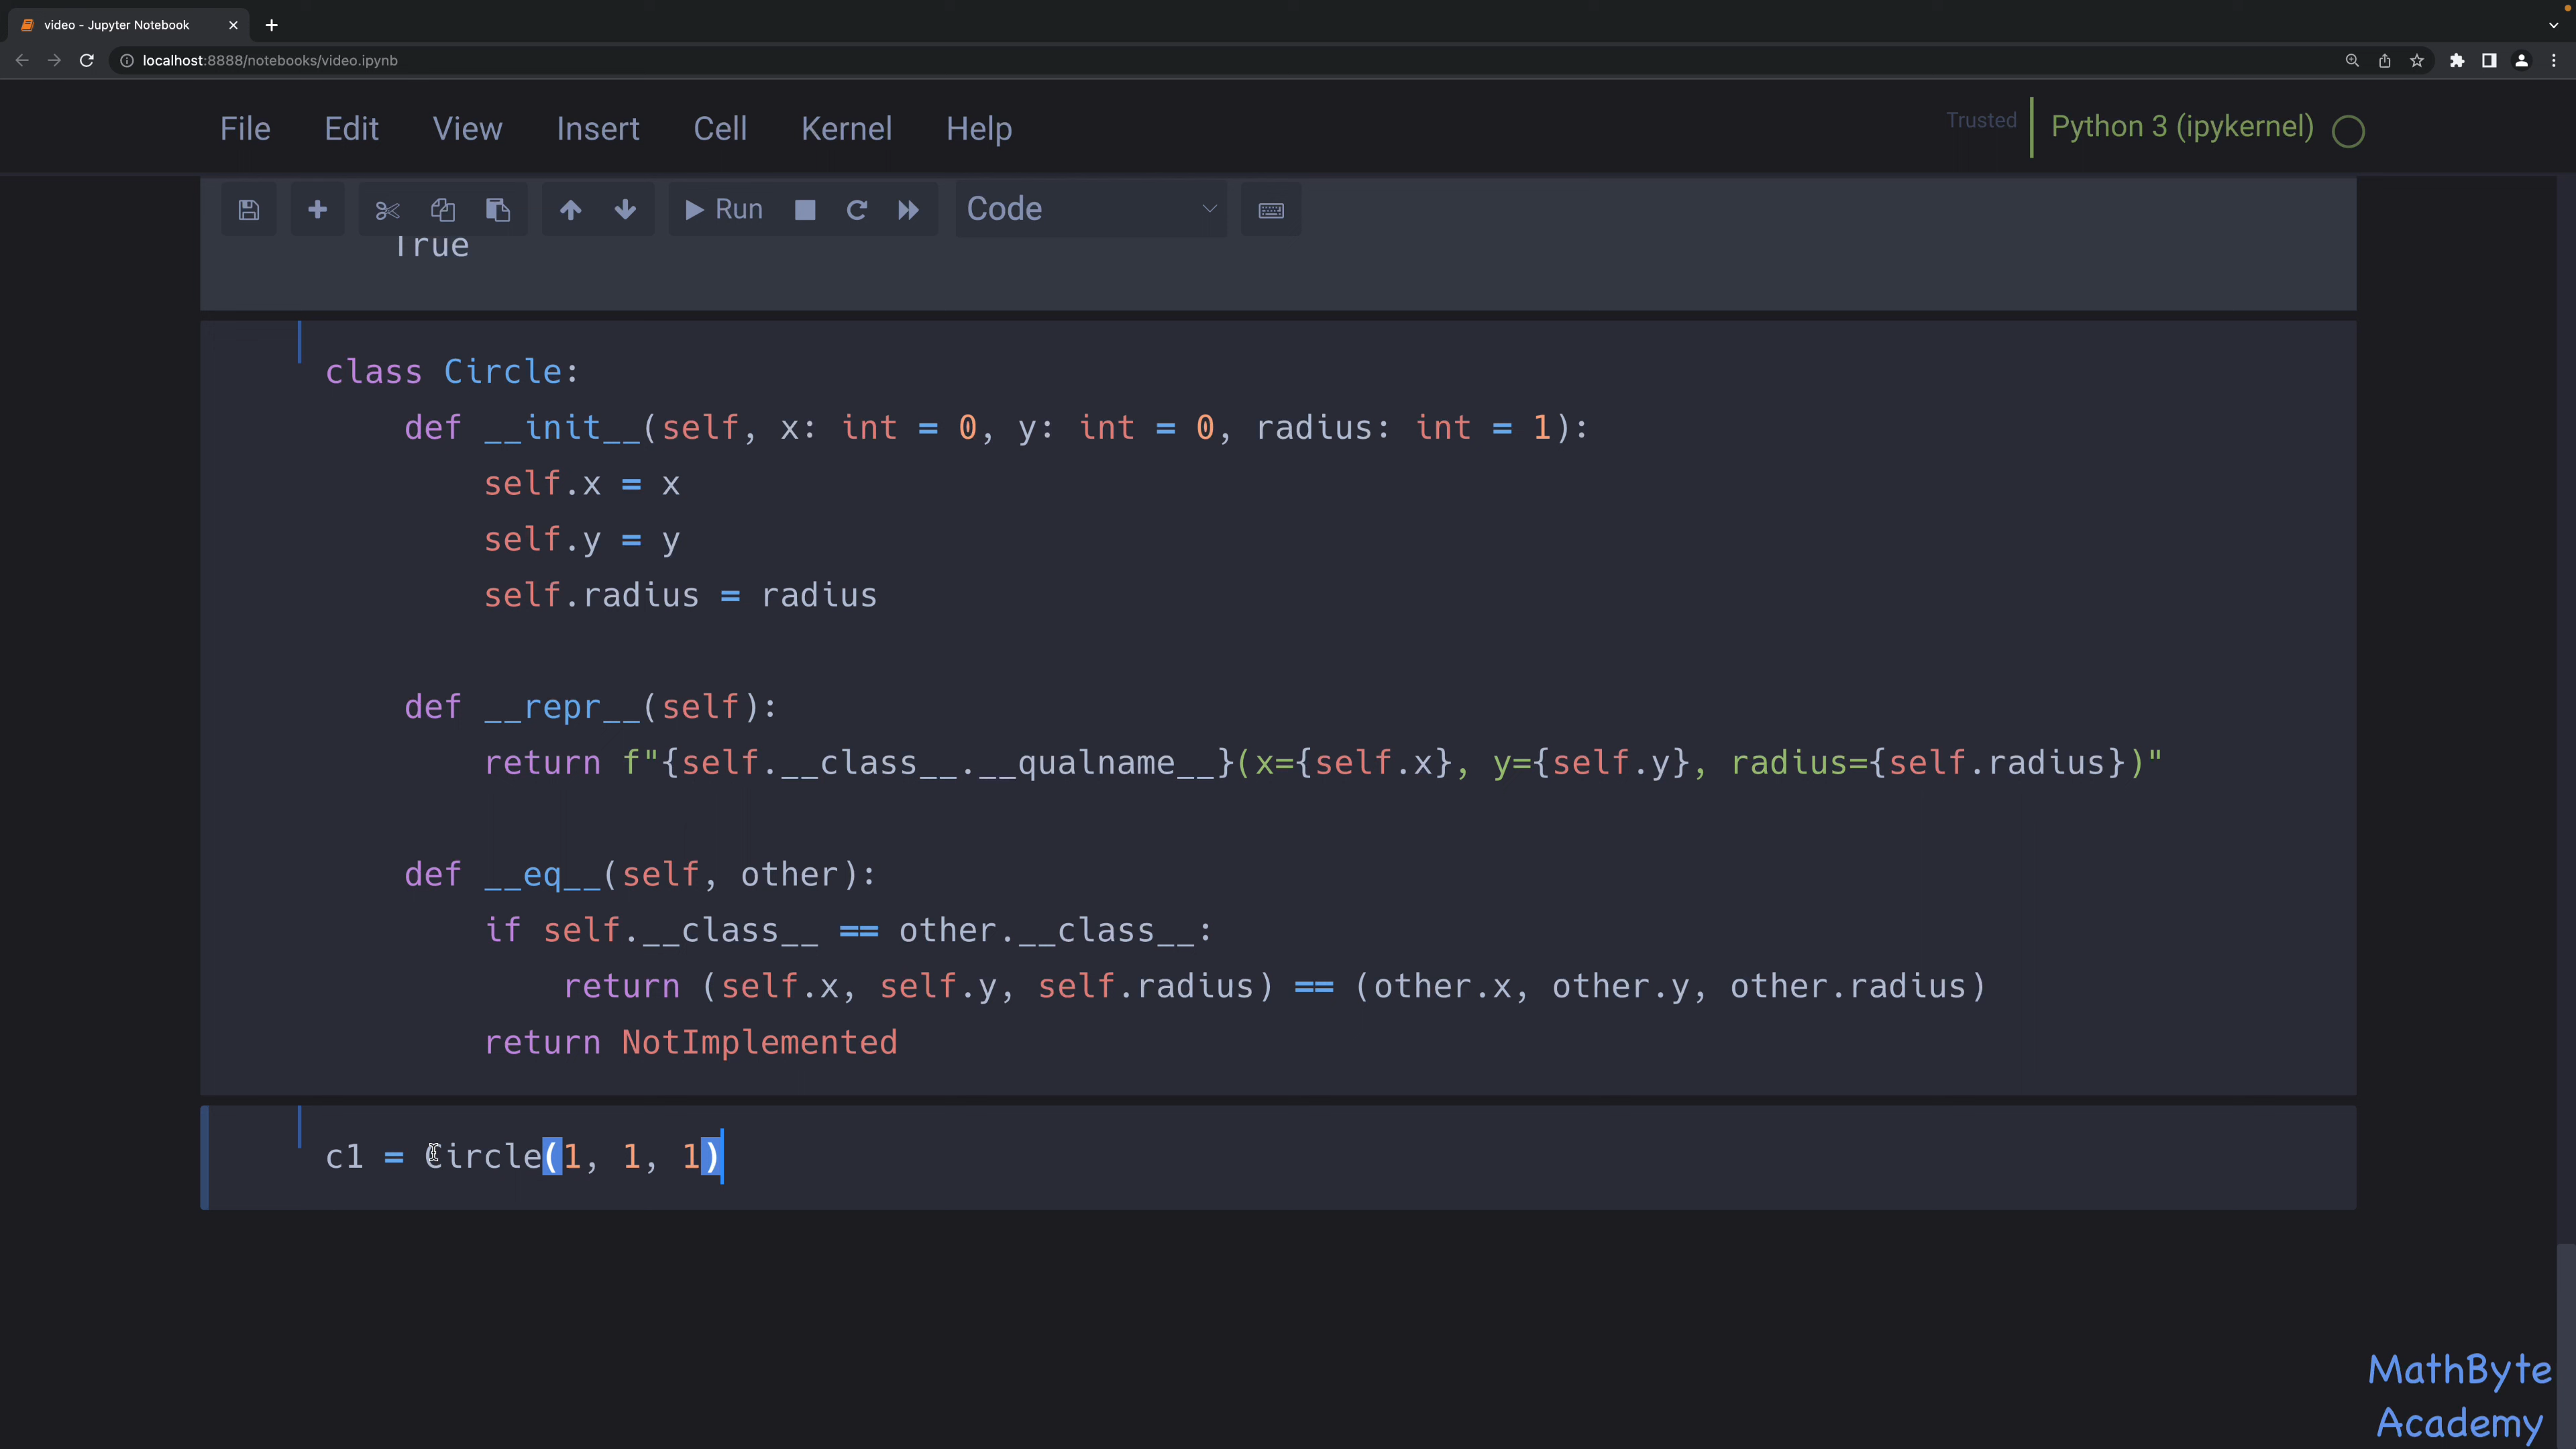 video - Jupyter Notebook
localhost:8888/notebooks/video.ipynb
File Edit View Insert Cell Kernel Help
Trusted
Python 3 (ipykernel)
Run
Code
True
class Circle:
    def __init__(self, x: int = 0, y: int = 0, radius: int = 1):
        self.x = x
        self.y = y
        self.radius = radius
    def __repr__(self):
        return f"{self.__class__.__qualname__}(x={self.x}, y={self.y}, radius={self.radius})"
    def __eq__(self, other):
        if self.__class__ == other.__class__:
            return (self.x, self.y, self.radius) == (other.x, other.y, other.radius)
        return NotImplemented
c1 = Circle(1, 1, 1)
MathByte
Academy